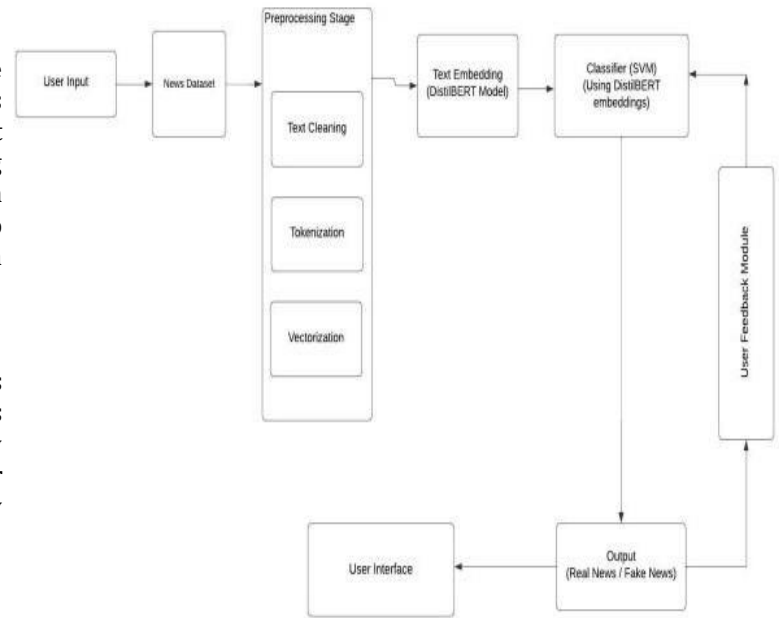 Preprocessing Stage
User Input
News Dataset
Text Cleaning
Tokenization
Vectorization
Text Embedding
(DistilBERT Model)
Classifier (SVM)
(Using DistilBERT
embeddings)
User Feedback Module
Output
(Real News / Fake News)
User Interface